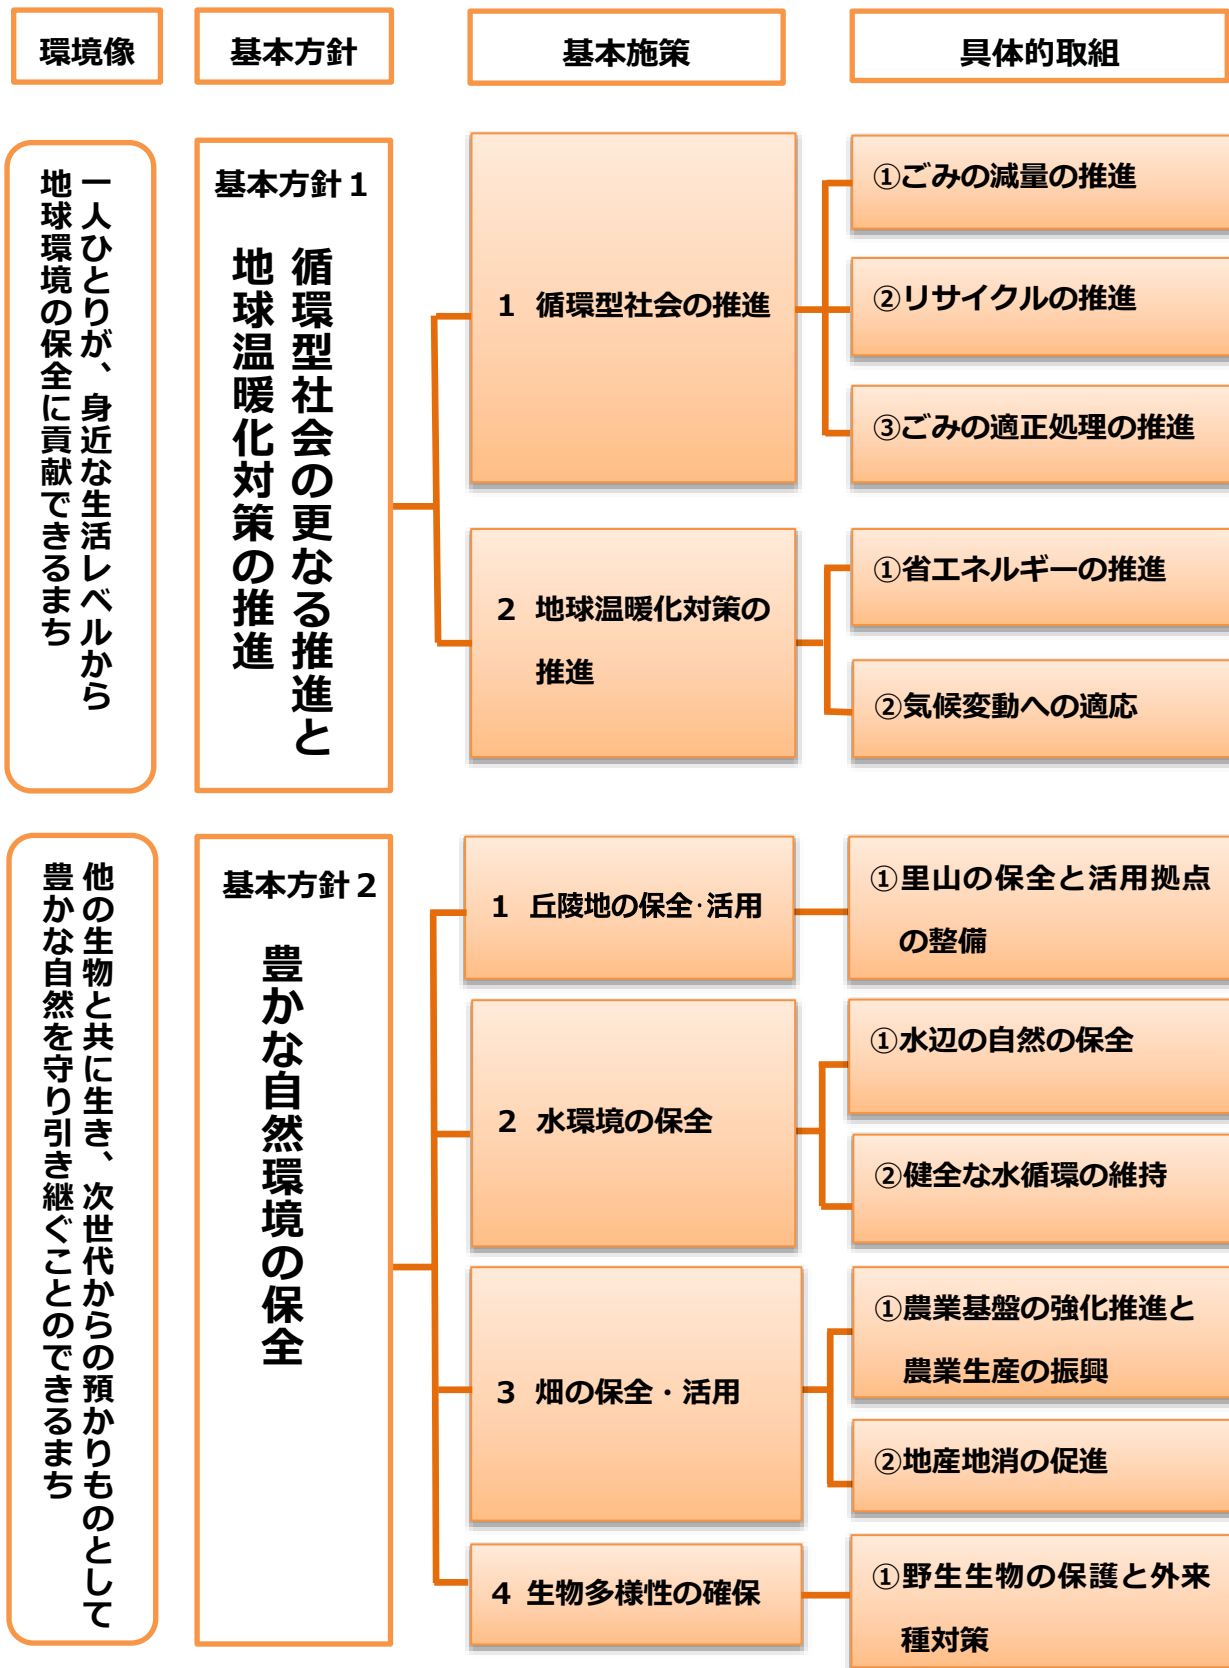 環境像
基本方針
基本施策
具体的取組
一人ひとりが、身近な生活レベルから
地球環境の保全に貢献できるまち
基本方針１
循環型社会の更なる推進と
地球温暖化対策の推進
1 循環型社会の推進
①ごみの減量の推進
②リサイクルの推進
③ごみの適正処理の推進
2 地球温暖化対策の
推進
①省エネルギーの推進
②気候変動への適応
他の生物と共に生き、次世代からの預かりものとして
豊かな自然を守り引き継ぐことのできるまち
基本方針２
豊かな自然環境の保全
1 丘陵地の保全･活用
①里山の保全と活用拠点
の整備
2 水環境の保全
①水辺の自然の保全
②健全な水循環の維持
3 畑の保全・活用
①農業基盤の強化推進と
農業生産の振興
②地産地消の促進
4 生物多様性の確保
①野生生物の保護と外来
種対策